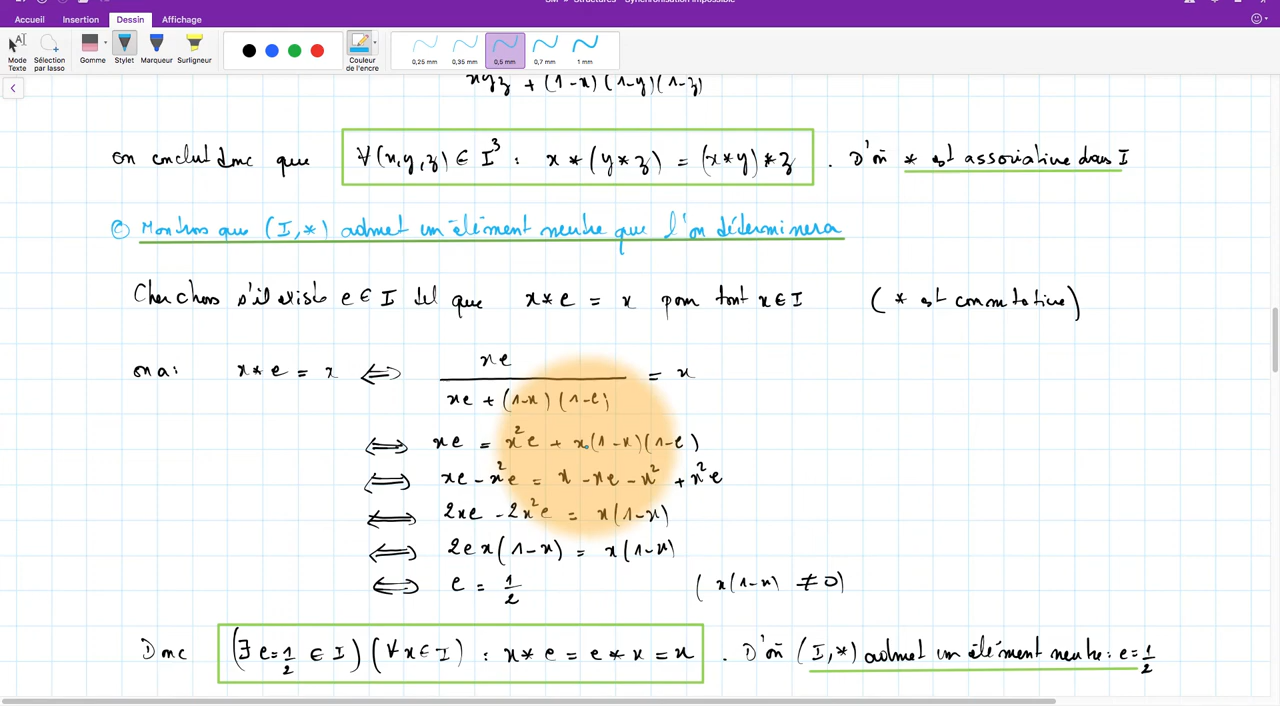 SM - Structures - Synchronisation impossible
Accueil Insertion Dessin Affichage
Mode Texte Sélection par lasso Gomme Stylet Marqueur Surligneur Couleur de l'encre 0,25 mm 0,35 mm 0,5 mm 0,7 mm 1 mm
xyz + (1-x)(1-y)(1-z)
on conclut donc que ∀(x,y,z) ∈ I³ : x*(y*z) = (x*y)*z . D'où * est associative dans I
© Montrons que (I,*) admet un élément neutre que l'on déterminera
Cherchons s'il existe e ∈ I tel que x*e = x pour tout x ∈ I (* est commutative)
on a: x*e = x ⟺ xe / (xe + (1-x)(1-e)) = x
⟺ xe = x²e + x(1-x)(1-e)
⟺ xe - x²e = x - xe - x² + x²e
⟺ 2xe - 2x²e = x(1-x)
⟺ 2ex(1-x) = x(1-x)
⟺ e = 1/2 (x(1-x) ≠ 0)
Donc (∃ e=1/2 ∈ I)(∀x ∈ I) : x*e = e*x = x . D'où (I,*) admet un élément neutre : e=1/2